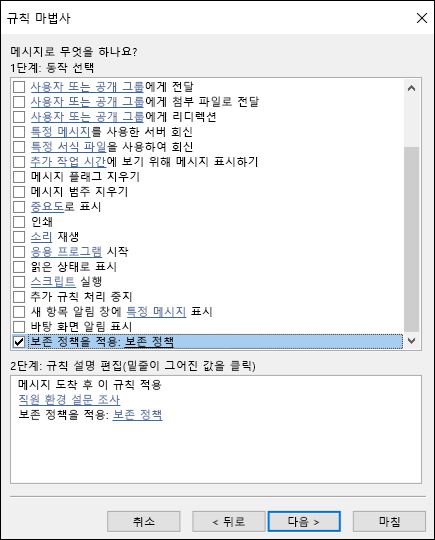 규칙 마법사
메시지로 무엇을 하나요?
1단계: 동작 선택
사용자 또는 공개 그룹에게 전달
사용자 또는 공개 그룹에게 첨부 파일로 전달
사용자 또는 공개 그룹에게 리디렉션
특정 메시지를 사용한 서버 회신
특정 서식 파일을 사용하여 회신
추가 작업 시간에 보기 위해 메시지 표시하기
메시지 플래그 지우기
메시지 범주 지우기
중요도로 표시
인쇄
소리 재생
응용 프로그램 시작
읽은 상태로 표시
스크립트 실행
추가 규칙 처리 중지
새 항목 알림 창에 특정 메시지 표시
바탕 화면 알림 표시
보존 정책을 적용: 보존 정책
2단계: 규칙 설명 편집(밑줄이 그어진 값을 클릭)
메시지 도착 후 이 규칙 적용
직원 환경 설문 조사
보존 정책을 적용: 보존 정책
취소
< 뒤로
다음 >
마침